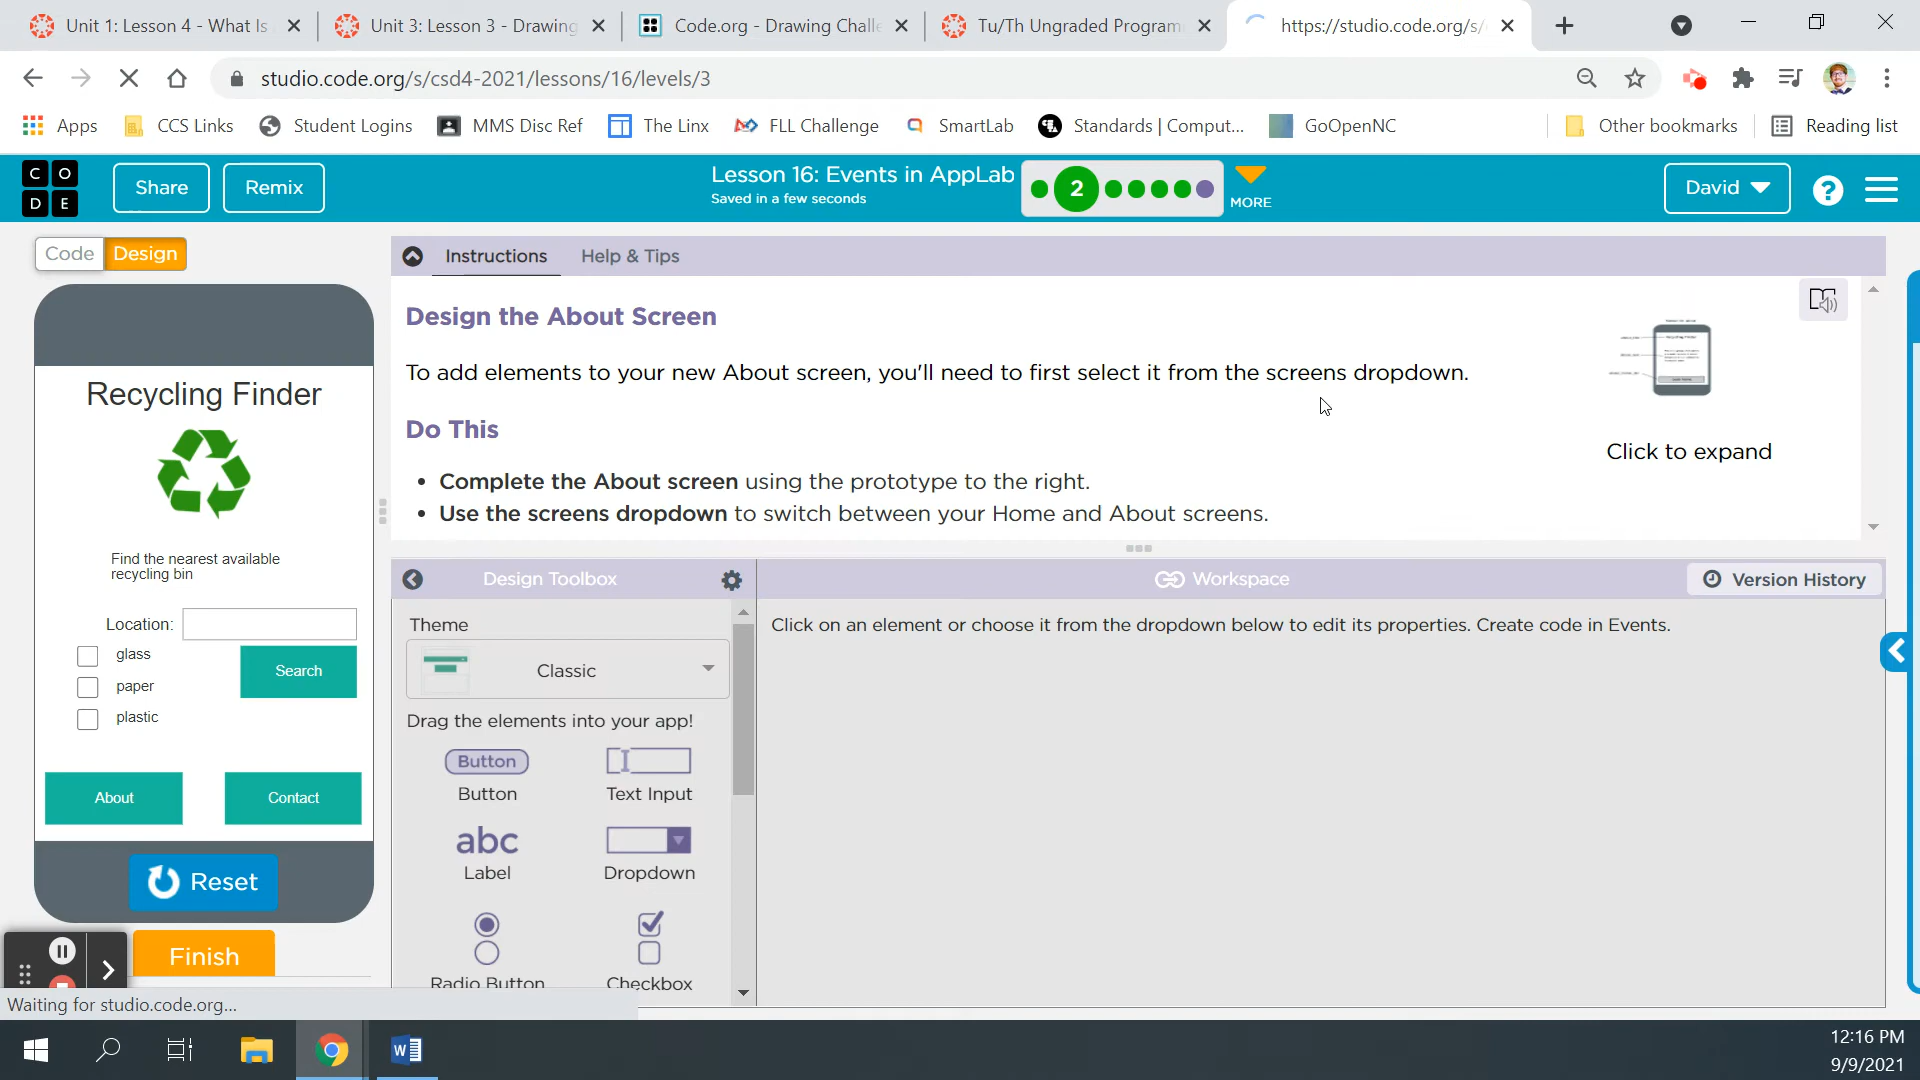 Unit 1: Lesson 4 - What Is
Unit 3: Lesson 3 - Drawing
Code.org - Drawing Challe
Tu/Th Ungraded Program
https://studio.code.org/s/
studio.code.org/s/csd4-2021/lessons/16/levels/3
Apps
CCS Links
Student Logins
MMS Disc Ref
The Linx
FLL Challenge
SmartLab
Standards | Comput...
GoOpenNC
Other bookmarks
Reading list
C O
D E
Share
Remix
Lesson 16: Events in AppLab
Saved in a few seconds
2
MORE
David
?
Code
Design
Instructions
Help & Tips
Recycling Finder
Find the nearest available
recycling bin
Location:
glass
paper
plastic
Search
About
Contact
Reset
Finish
Design the About Screen
To add elements to your new About screen, you'll need to first select it from the screens dropdown.
Do This
• Complete the About screen using the prototype to the right.
• Use the screens dropdown to switch between your Home and About screens.
Click to expand
Design Toolbox
Workspace
Version History
Theme
Classic
Drag the elements into your app!
Button
Button
Text Input
abc
Label
Dropdown
Radio Button
Checkbox
Click on an element or choose it from the dropdown below to edit its properties. Create code in Events.
Waiting for studio.code.org...
12:16 PM
9/9/2021